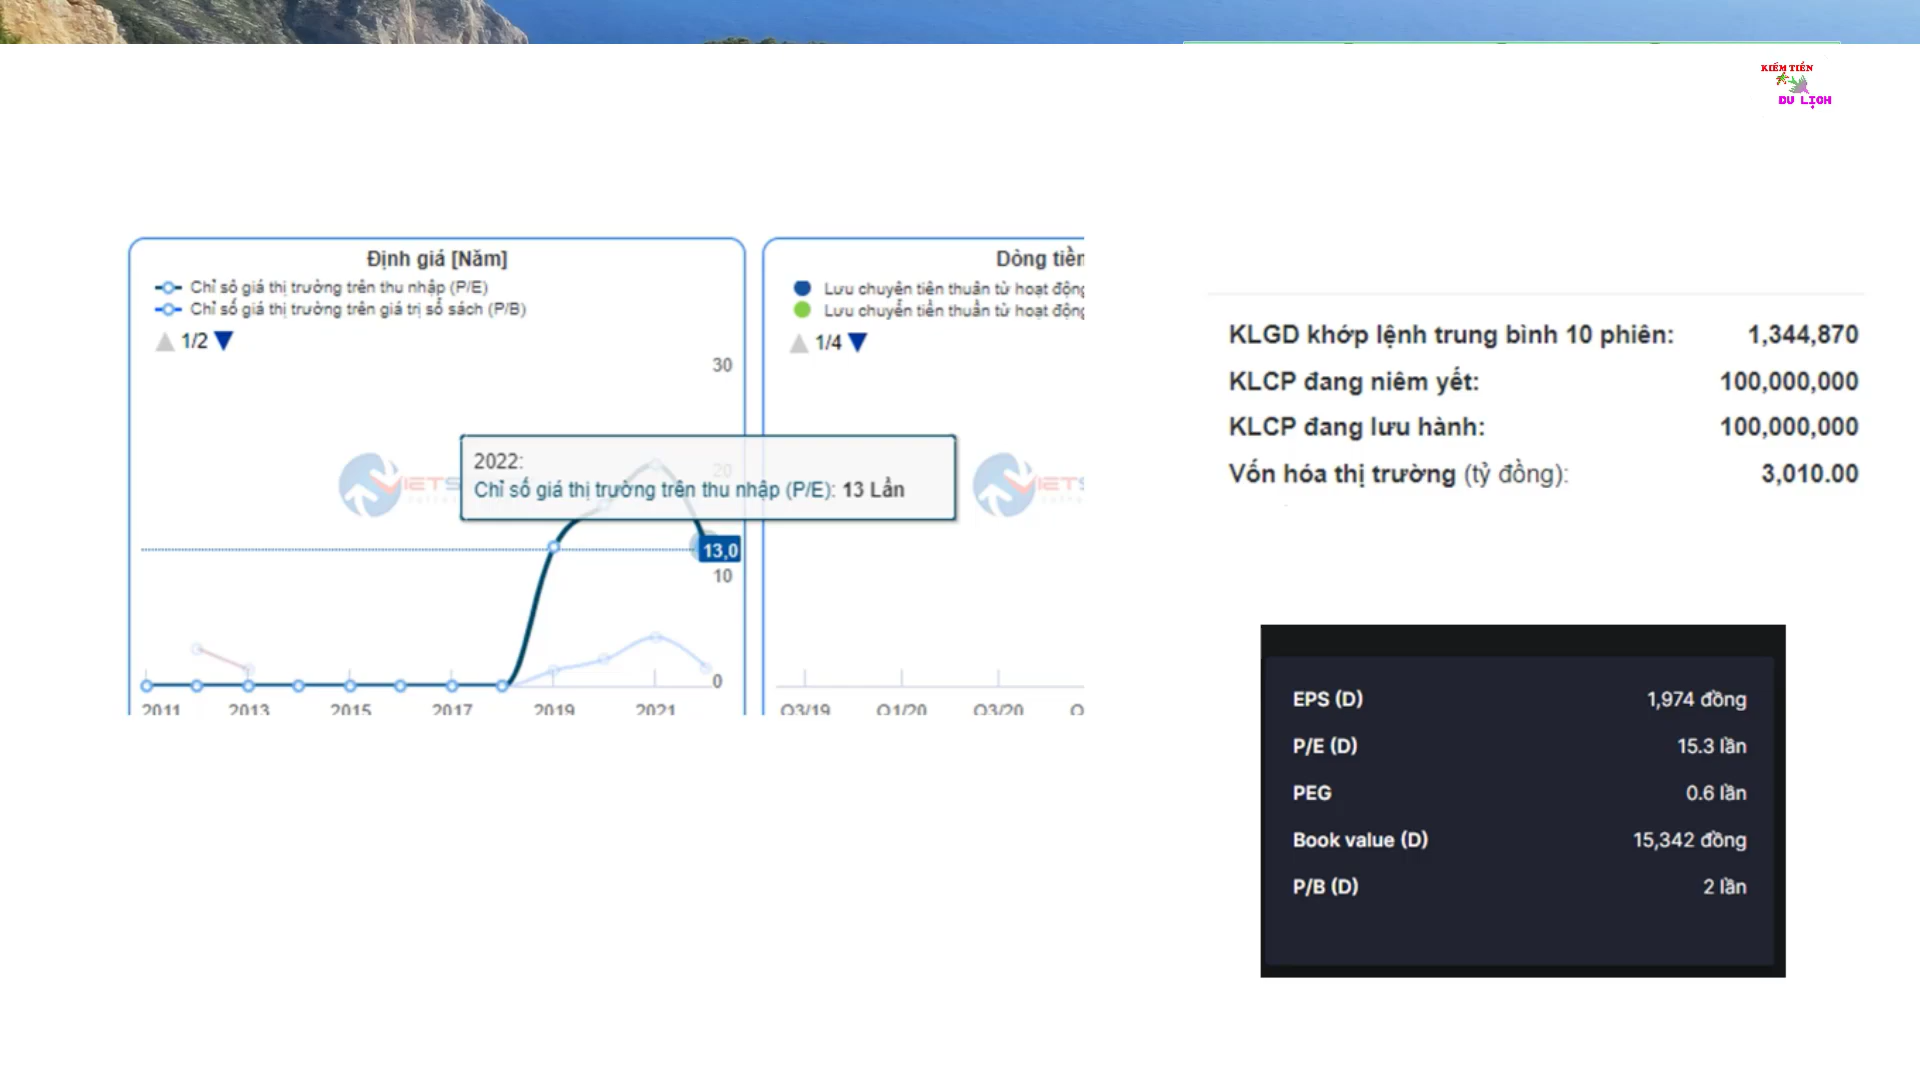 KIẾM TIỀN
DU LỊCH
Định giá [Năm]
Chỉ số giá thị trường trên thu nhập (P/E)
Chỉ số giá thị trường trên giá trị sổ sách (P/B)
1/2
30
20
2022:
Chỉ số giá thị trường trên thu nhập (P/E): 13 Lần
13,0
10
0
2011 2013 2015 2017 2019 2021
Dòng tiền
Lưu chuyển tiền thuần từ hoạt động
Lưu chuyển tiền thuần từ hoạt động
1/4
Q3/19 Q1/20 Q3/20
KLGD khớp lệnh trung bình 10 phiên: 1,344,870
KLCP đang niêm yết: 100,000,000
KLCP đang lưu hành: 100,000,000
Vốn hóa thị trường (tỷ đồng): 3,010.00
EPS (D) 1,974 đồng
P/E (D) 15.3 lần
PEG 0.6 lần
Book value (D) 15,342 đồng
P/B (D) 2 lần